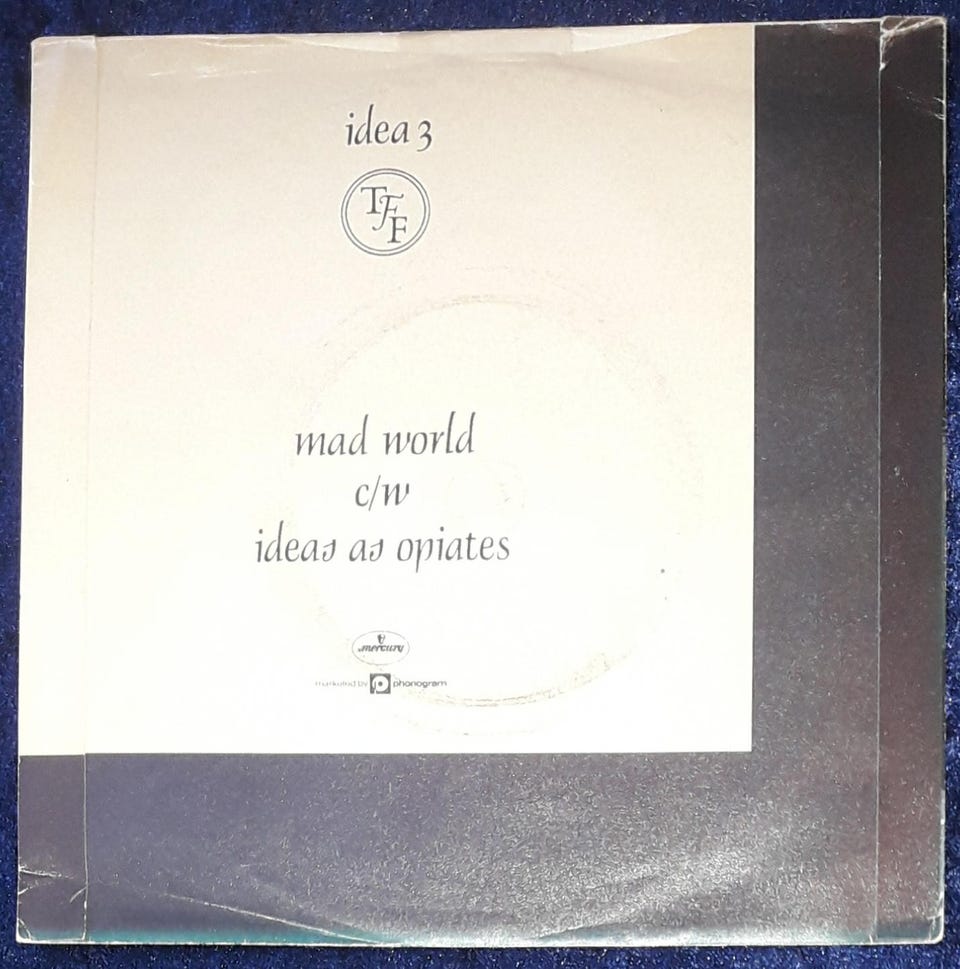 idea 3
TFF
mad world
c/w
ideas as opiates
mercury
marketed by p phonogram